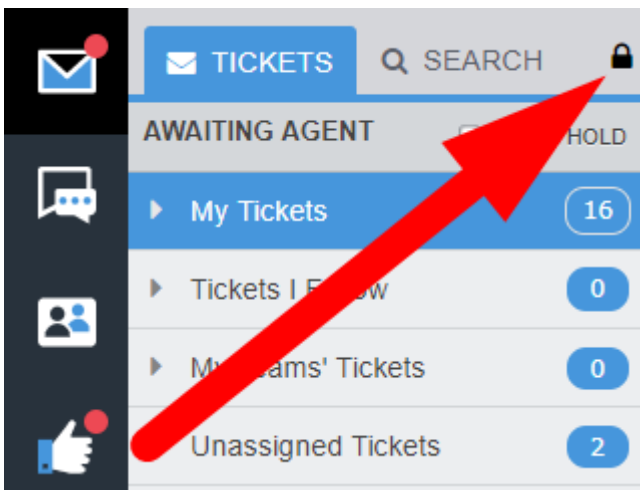 TICKETS SEARCH
AWAITING AGENT HOLD
My Tickets 16
Tickets I 0
Tickets 0
Unassigned Tickets 2